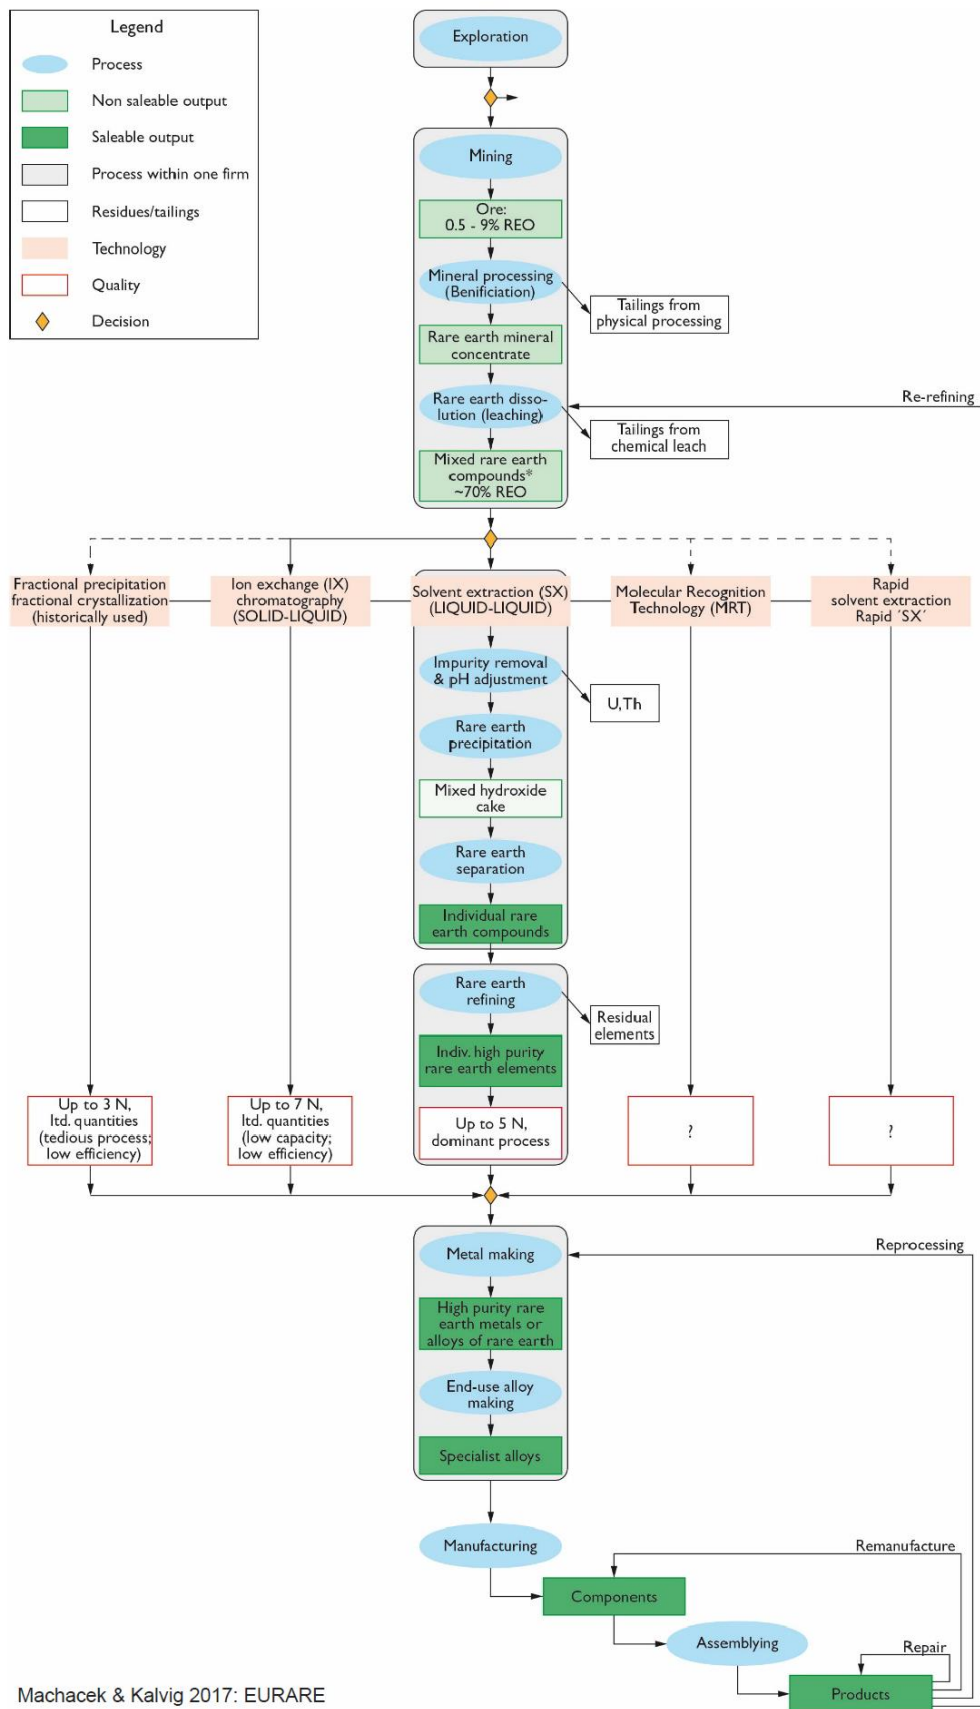 Legend
Process
Non saleable output
Saleable output
Process within one firm
Residues/tailings
Technology
Quality
Decision
Exploration
Mining
Ore:
0.5 - 9% REO
Mineral processing
(Benificiation)
Tailings from
physical processing
Rare earth mineral
concentrate
Re-refining
Rare earth disso-
lution (leaching)
Tailings from
chemical leach
Mixed rare earth
compounds*
~70% REO
Fractional precipitation
fractional crystallization
(historically used)
Ion exchange (IX)
chromatography
(SOLID-LIQUID)
Solvent extraction (SX)
(LIQUID-LIQUID)
Molecular Recognition
Technology (MRT)
Rapid
solvent extraction
Rapid ´SX´
Impurity removal
& pH adjustment
U,Th
Rare earth
precipitation
Mixed hydroxide
cake
Rare earth
separation
Individual rare
earth compounds
Rare earth
refining
Residual
elements
Indiv. high purity
rare earth elements
Up to 3 N,
ltd. quantities
(tedious process;
low efficiency)
Up to 7 N,
ltd. quantities
(low capacity;
low efficiency)
Up to 5 N,
dominant process
?
?
Metal making
Reprocessing
High purity rare
earth metals or
alloys of rare earth
End-use alloy
making
Specialist alloys
Manufacturing
Remanufacture
Components
Assemblying
Repair
Products
Machacek & Kalvig 2017: EURARE